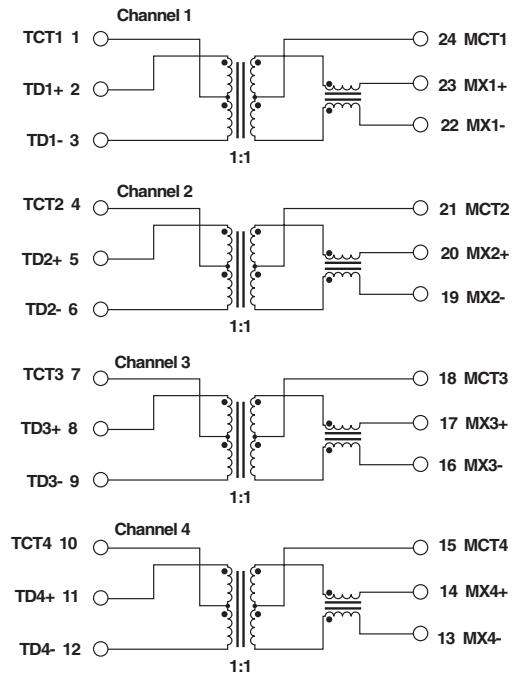 Channel 1
TCT1 1
24 MCT1
TD1+ 2
23 MX1+
22 MX1-
TD1- 3
1:1
Channel 2
TCT2 4
21 MCT2
TD2+ 5
20 MX2+
19 MX2-
TD2- 6
1:1
Channel 3
TCT3 7
18 MCT3
TD3+ 8
17 MX3+
16 MX3-
TD3- 9
1:1
Channel 4
TCT4 10
15 MCT4
TD4+ 11
14 MX4+
13 MX4-
TD4- 12
1:1